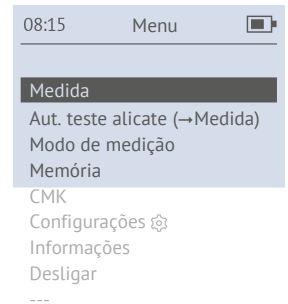 08:15 Menu
Medida
Aut. teste alicate (→Medida)
Modo de medição
Memória
CMK
Configurações
Informações
Desligar
---